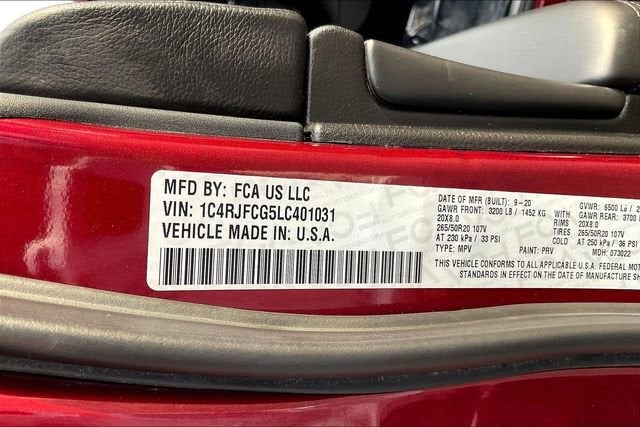 MFD BY: FCA US LLC
VIN: 1C4RJFCG5LC401031
VEHICLE MADE IN: U.S.A.
DATE OF MFR (BUILT): 9-20 GVWR: 6500 LB / 2
GAWR FRONT: 3200 LB / 1452 KG GAWR REAR: 3700
20X8.0 RIMS 20X8.0
265/50R20 107V TIRES 265/50R20 107V
AT 230 kPa / 33 PSI COLD AT 250 kPa / 36 PSI
TYPE: MPV PAINT: PRV MDH: 073022
THIS VEHICLE CONFORMS TO ALL APPLICABLE U.S.A. FEDERAL MOT
STANDARDS IN EFFECT ON THE DATE OF MANUFACTURE SH